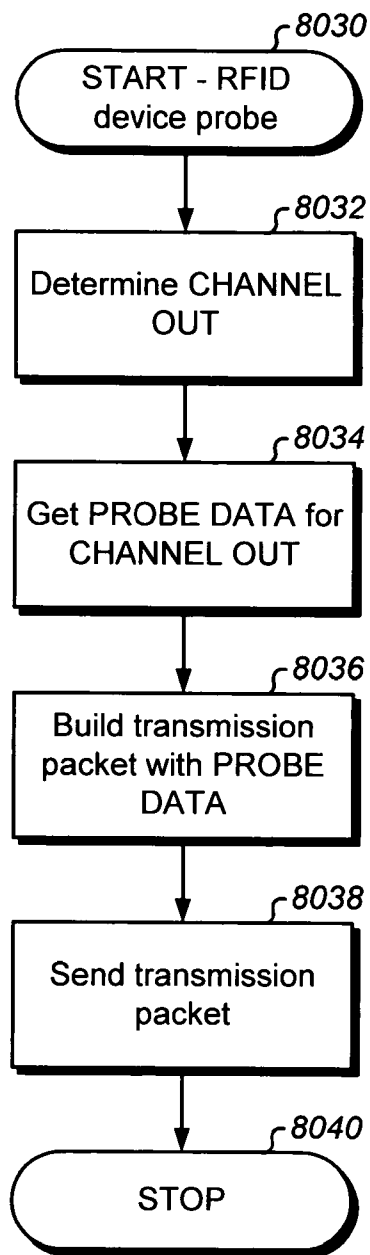 8030
START - RFID
device probe
8032
Determine CHANNEL
OUT
8034
Get PROBE DATA for
CHANNEL OUT
8036
Build transmission
packet with PROBE
DATA
8038
Send transmission
packet
8040
STOP